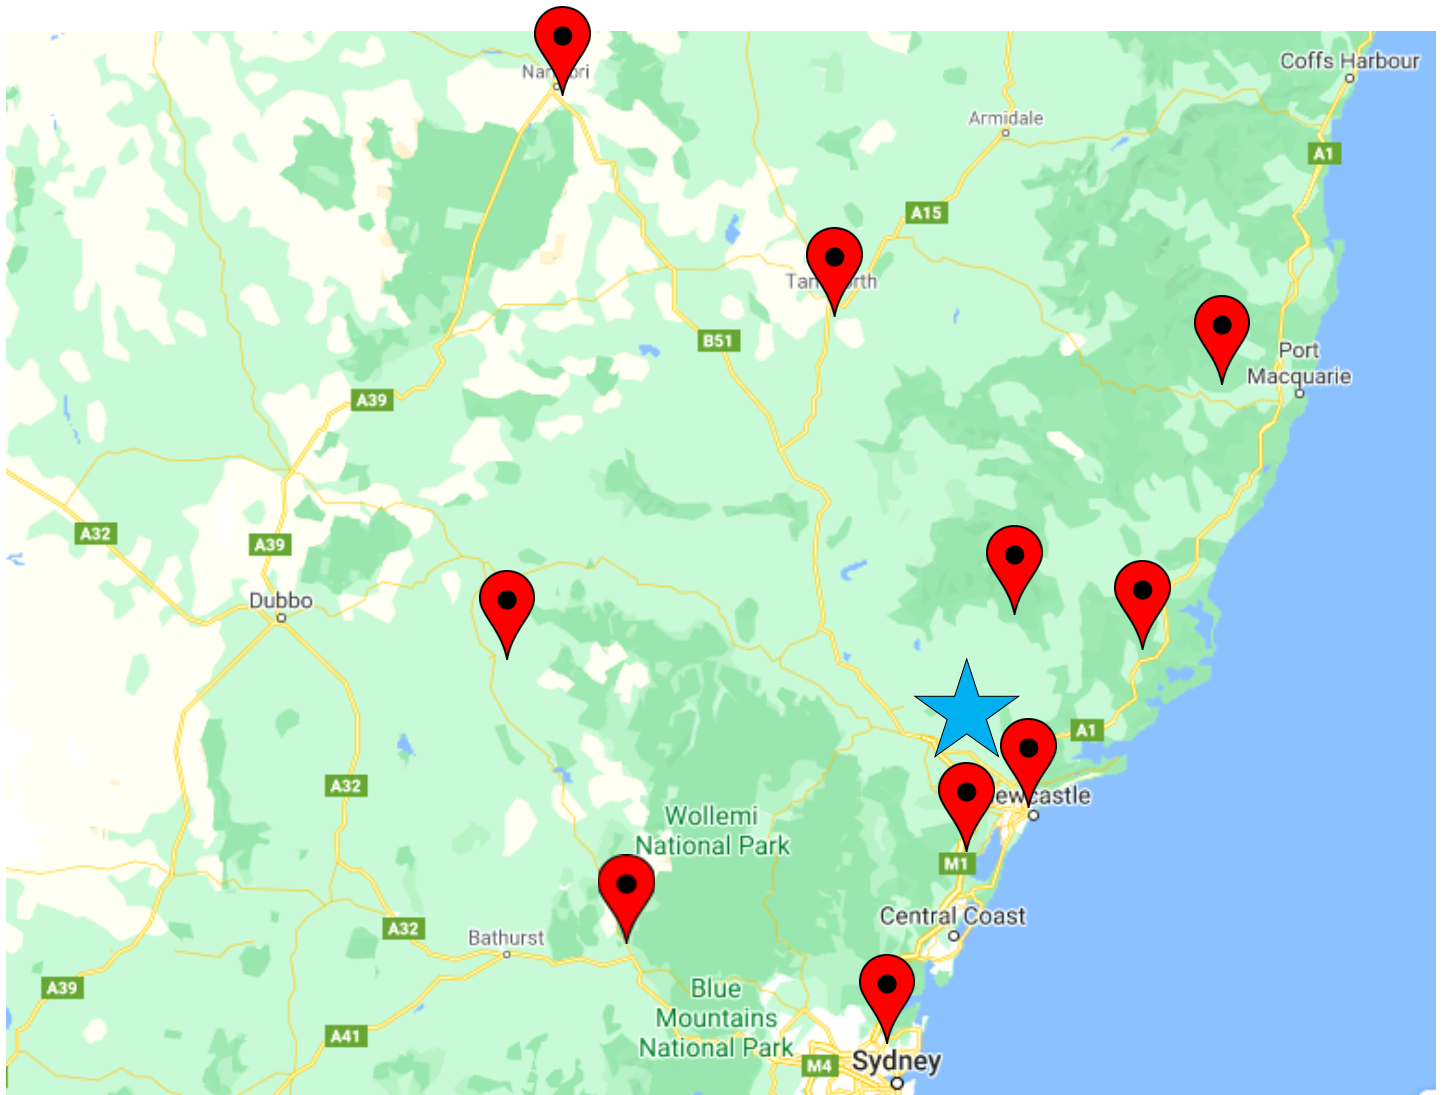 Coffs Harbour
Armidale
A1
A15
Port
Macquarie
B51
A39
A32
A39
Dubbo
A1
A32
Wollemi
National Park
M1
Central Coast
A32
Bathurst
A39
Blue
Mountains
National Park
A41
M4
Sydney